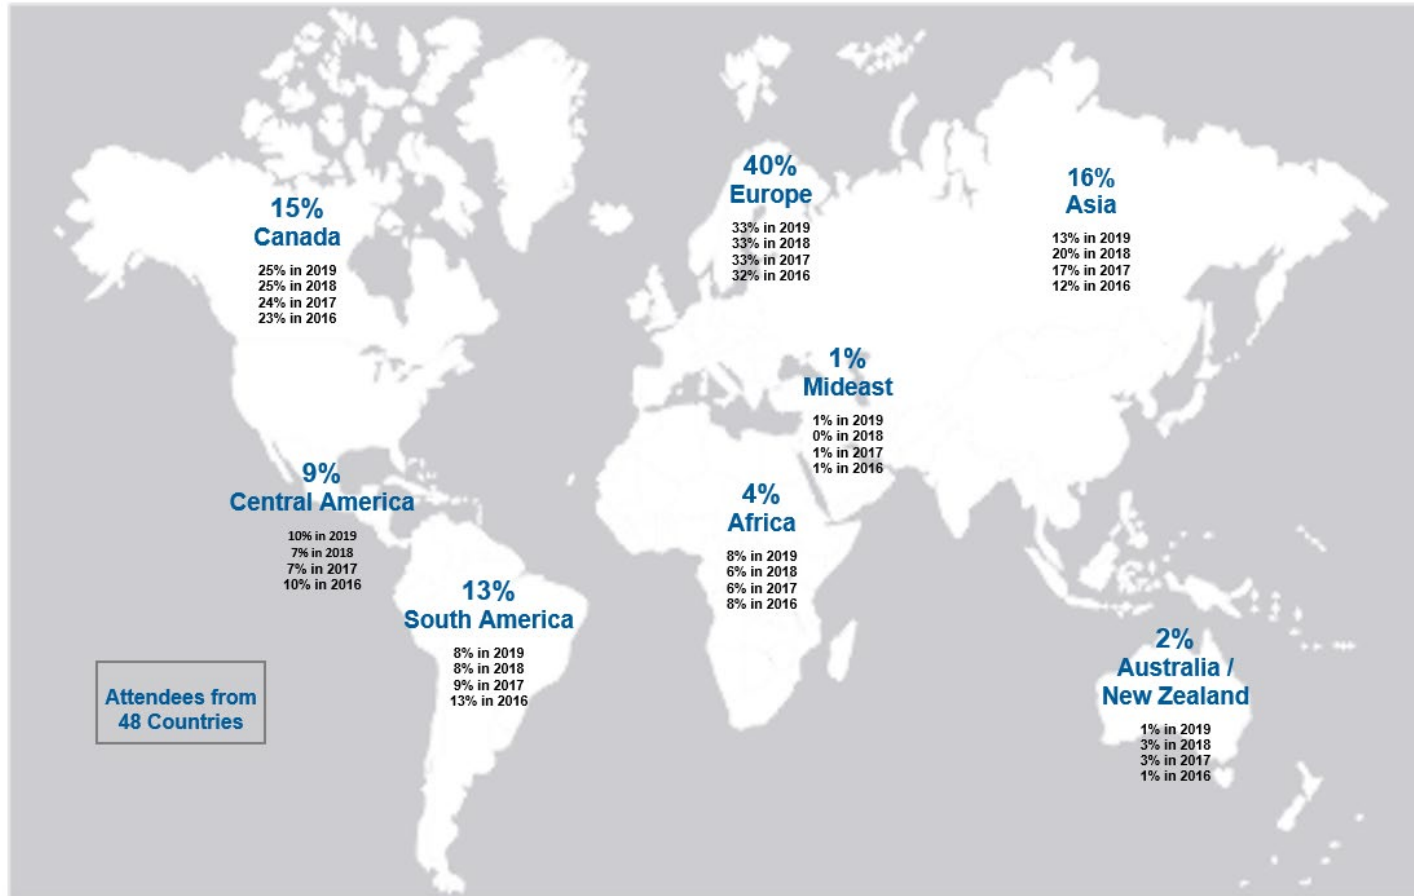 40%
Europe
33% in 2019
33% in 2018
33% in 2017
32% in 2016
16%
Asia
13% in 2019
20% in 2018
17% in 2017
12% in 2016
15%
Canada
25% in 2019
25% in 2018
24% in 2017
23% in 2016
1%
Mideast
1% in 2019
0% in 2018
1% in 2017
1% in 2016
9%
Central America
10% in 2019
7% in 2018
7% in 2017
10% in 2016
4%
Africa
8% in 2019
6% in 2018
6% in 2017
8% in 2016
13%
South America
8% in 2019
8% in 2018
9% in 2017
13% in 2016
2%
Australia /
New Zealand
1% in 2019
3% in 2018
3% in 2017
1% in 2016
Attendees from
48 Countries